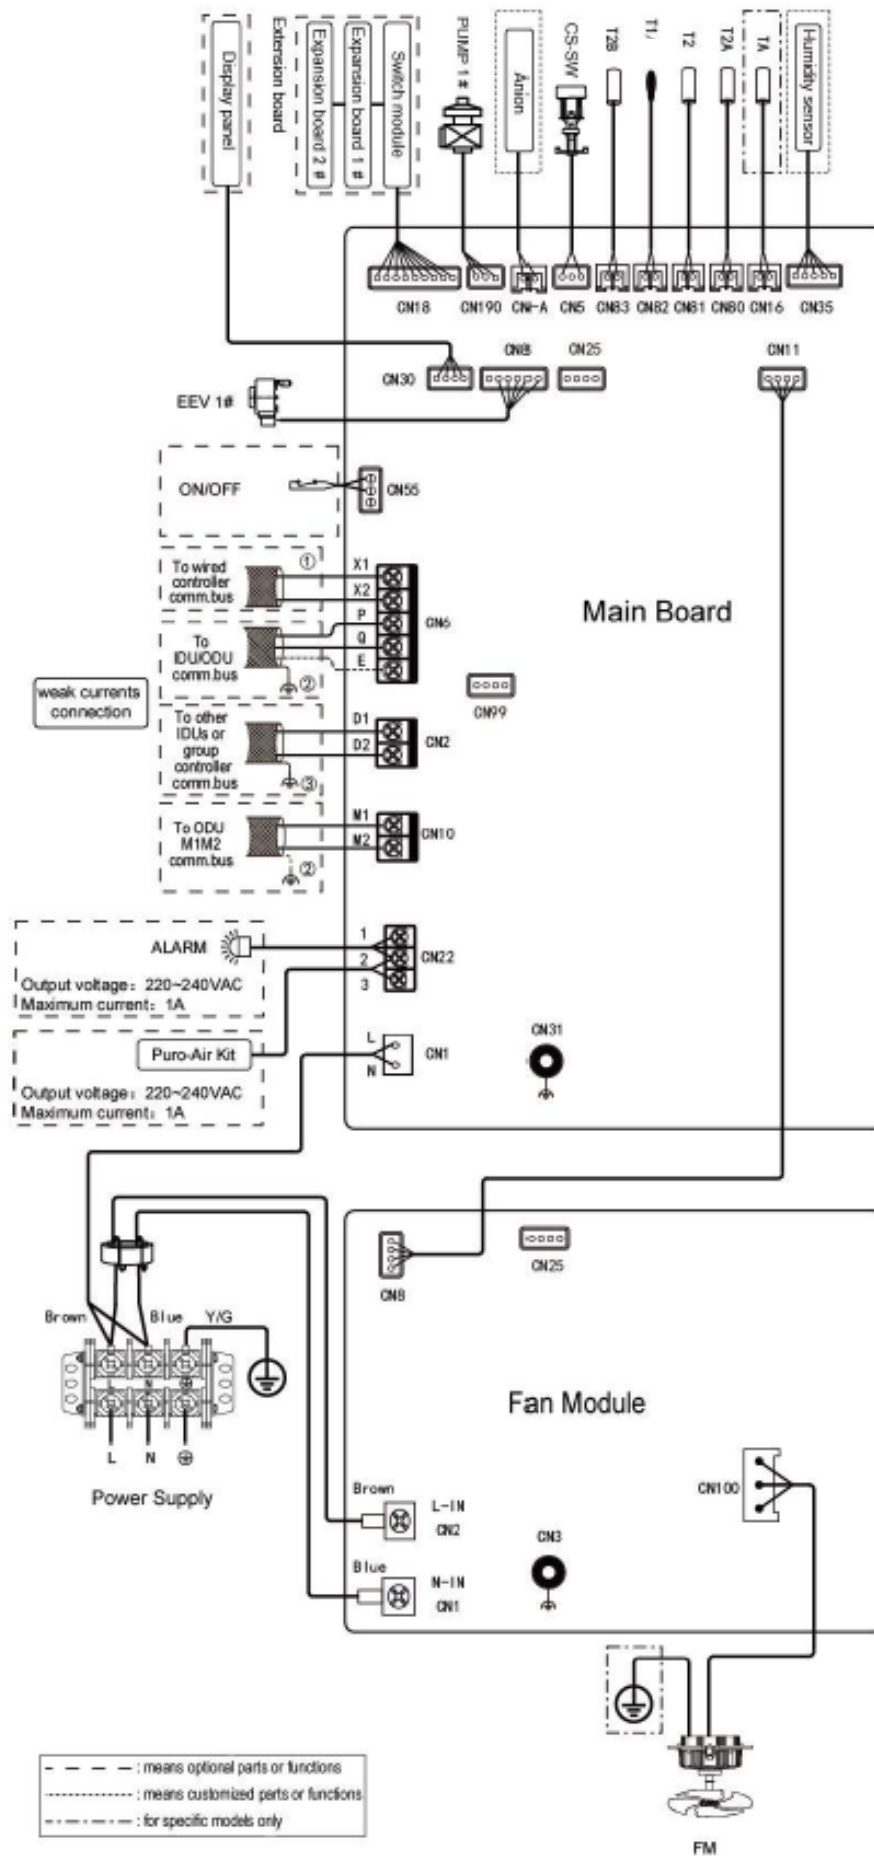 Display panel
Extension board
Expansion board 2 #
Expansion board 1 #
Switch module
PUMP 1#
Anion
CS-SW
T2B
T1
T2
T2A
TA
Humidity sensor
CN18
CN190
CN-A
CN5
CN83
CN82
CN81
CN80
CN16
CN35
CN30
CN8
CN25
CN11
EEV 1#
ON/OFF
CN55
To wired
controller
comm.bus
①
X1
X2
P
Q
E
CN6
To
IDU/ODU
comm.bus
②
Main Board
weak currents
connection
CN99
To other
IDUs or
group
controller
comm.bus
③
D1
D2
CN2
To ODU
M1M2
comm.bus
②
M1
M2
CN10
ALARM
Output voltage: 220~240VAC
Maximum current: 1A
1
2
3
CN22
Puro-Air Kit
Output voltage: 220~240VAC
Maximum current: 1A
L
N
CN1
CN31
CN8
CN25
Brown
Blue
Y/G
L
N
L N
Power Supply
Fan Module
Brown
L-IN
CN2
Blue
N-IN
CN1
CN3
CN100
FM
: means optional parts or functions
: means customized parts or functions
: for specific models only